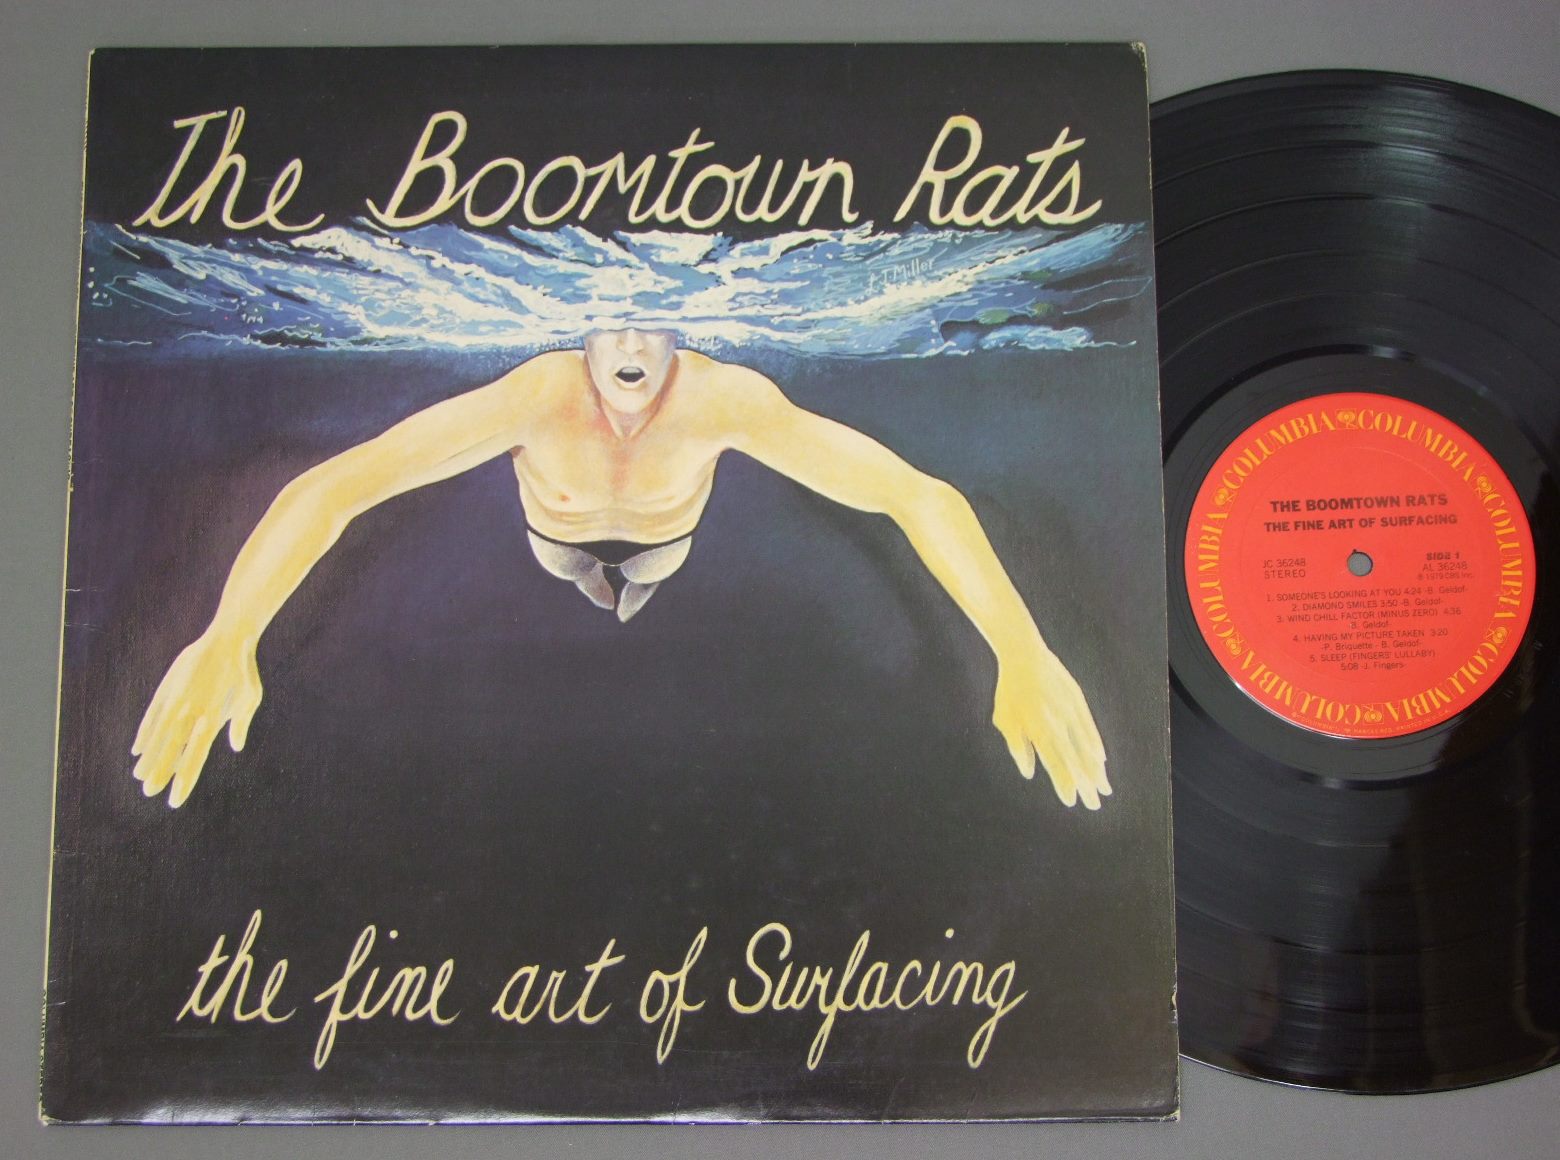 The Boomtown Rats
A.J. Miller
the fine art of Surfacing
COLUMBIA COLUMBIA COLUMBIA COLUMBIA COLUMBIA COLUMBIA
THE BOOMTOWN RATS
THE FINE ART OF SURFACING
JC 36248
STEREO
SIDE 1
AL 36248
℗ 1979 CBS Inc.
1. SOMEONE'S LOOKING AT YOU 4:24 -B. Geldof-
2. DIAMOND SMILES 3:50 -B. Geldof-
3. WIND CHILL FACTOR (MINUS ZERO) 4:36
B. Geldof-
4. HAVING MY PICTURE TAKEN 3:20
-P. Briquette - B. Geldof-
5. SLEEP (FINGERS' LULLABY)
5:08 -J. Fingers-